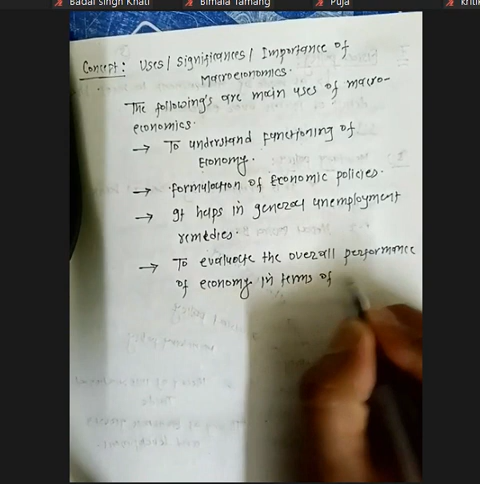 Badal singh Khati
Bimala Tamang
Puja
kritik
Concept: Uses / Significances / Importance of
Macroeconomics.
The following's are main uses of macro-
economics.
→ To understand functioning of
Economy.
→ formulation of Economic policies.
→ It helps in general unemployment
remedies.
→ To evaluate the overall performance
of economy in terms of